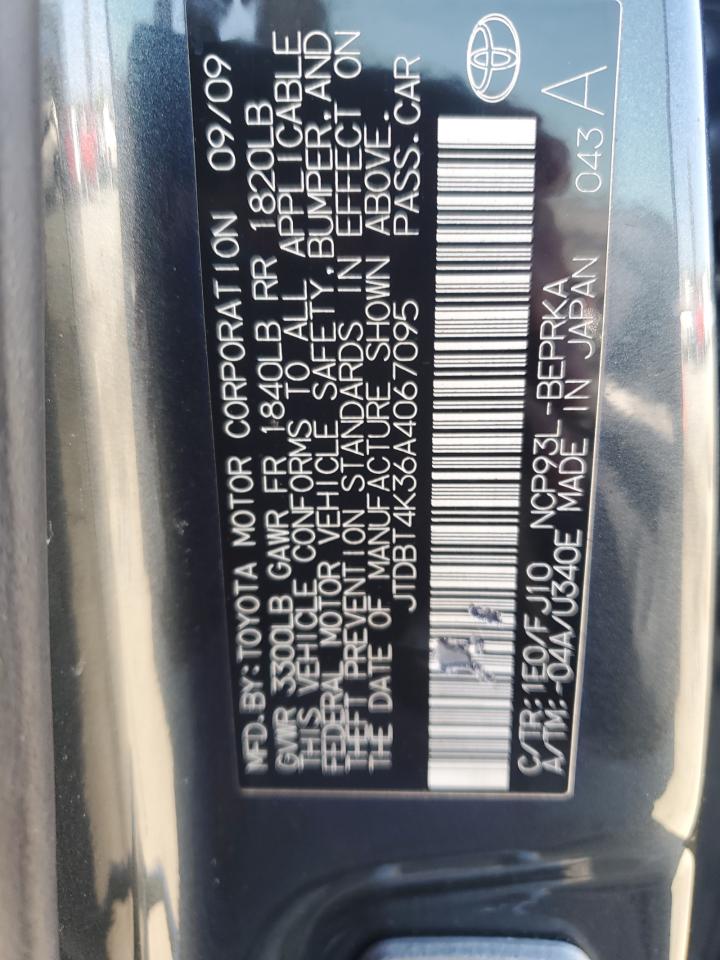 MFD. BY: TOYOTA MOTOR CORPORATION 09/09
GVWR 3300LB GAWR FR 1840LB RR 1820LB
THIS VEHICLE CONFORMS TO ALL APPLICABLE
FEDERAL MOTOR VEHICLE SAFETY, BUMPER, AND
THEFT PREVENTION STANDARDS IN EFFECT ON
THE DATE OF MANUFACTURE SHOWN ABOVE.
JTDBT4K36A4067095 PASS. CAR
C/TR: 1E0/FJ10 NCP93L-BEPRKA
A/TM: -04A/U340E MADE IN JAPAN 043 A